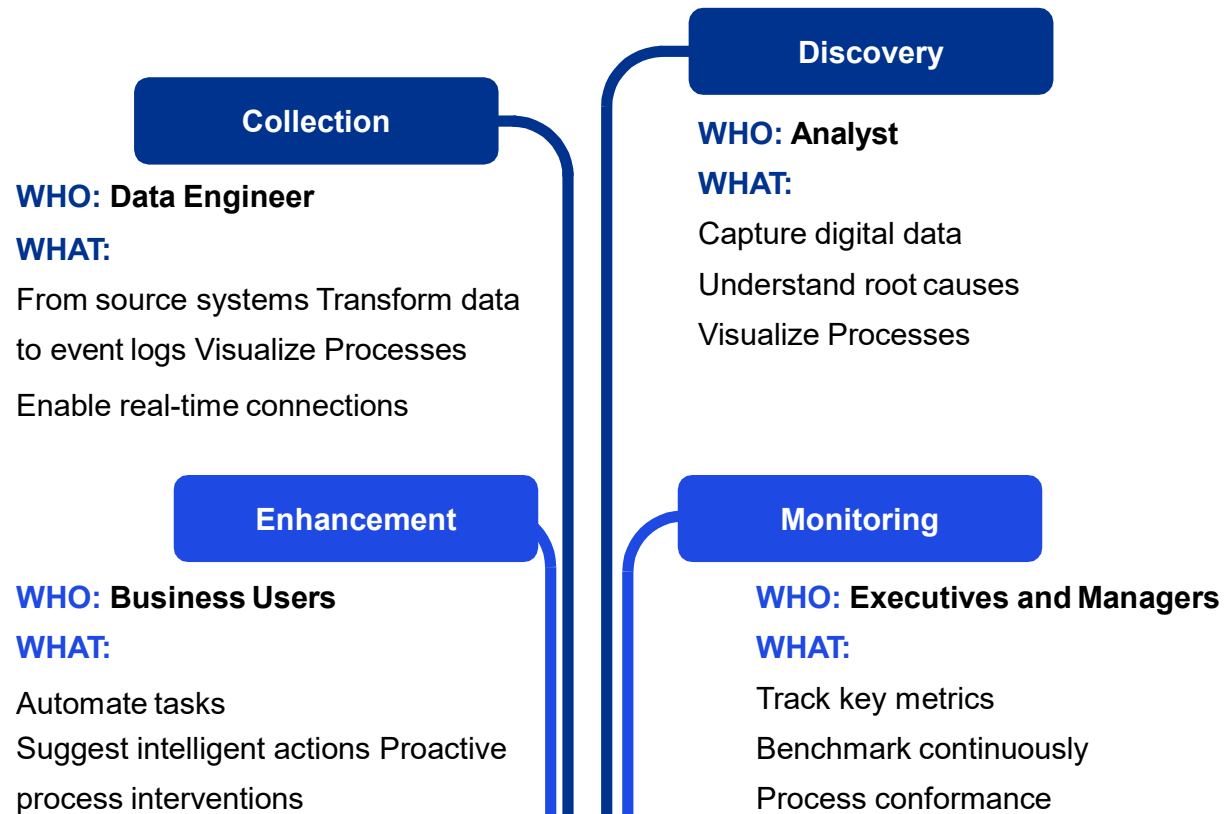 Collection
WHO: Data Engineer
WHAT:
From source systems Transform data
to event logs Visualize Processes
Enable real-time connections
Discovery
WHO: Analyst
WHAT:
Capture digital data
Understand root causes
Visualize Processes
Enhancement
WHO: Business Users
WHAT:
Automate tasks
Suggest intelligent actions Proactive
process interventions
Monitoring
WHO: Executives and Managers
WHAT:
Track key metrics
Benchmark continuously
Process conformance